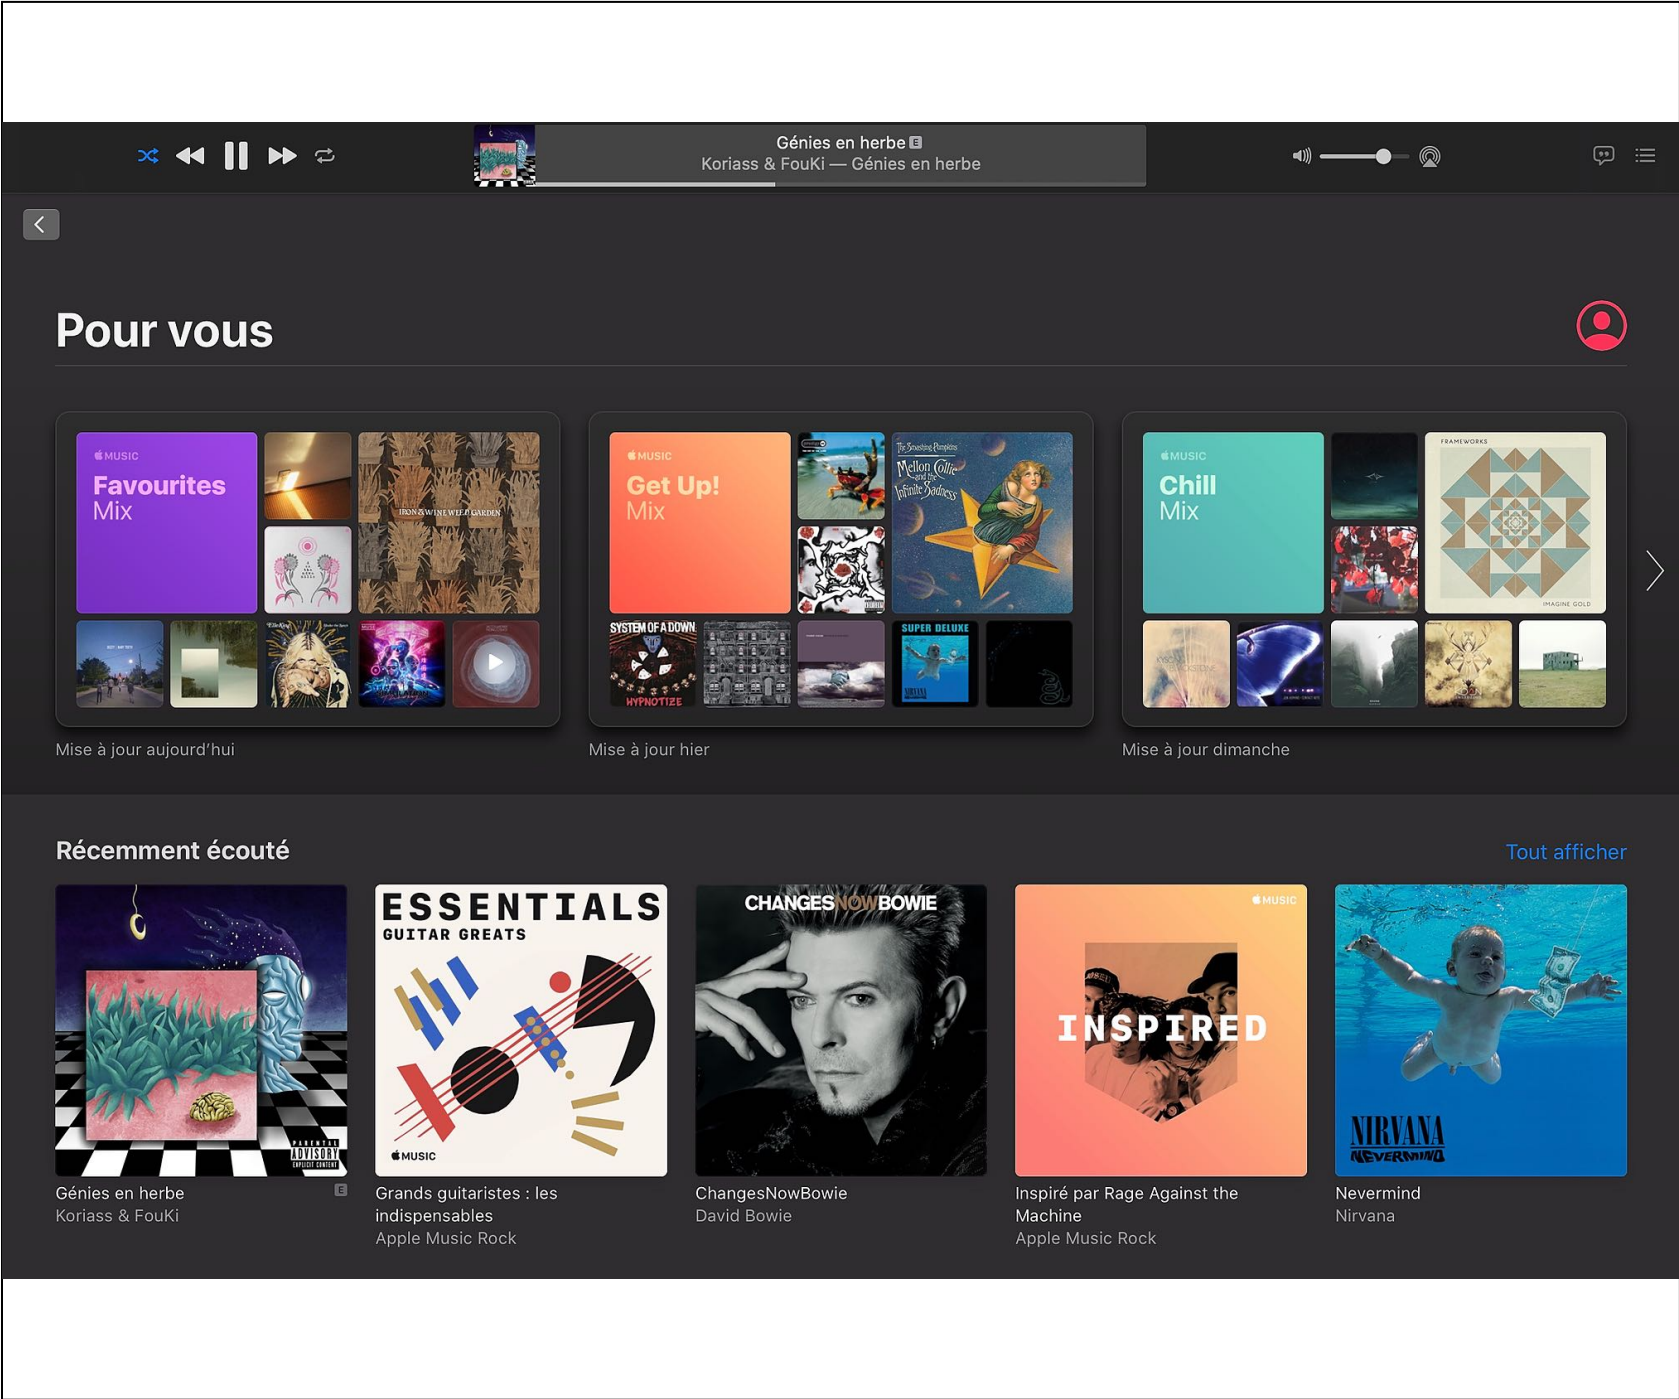 Génies en herbe E
Koriass & FouKi — Génies en herbe
Pour vous
MUSIC
Favourites
Mix
IRON & WINE WEED GARDEN
MUSIC
Get Up!
Mix
The Smashing Pumpkins
Mellon Collie
and the
Infinite Sadness
SYSTEM OF A DOWN
HYPNOTIZE
SUPER DELUXE
NIRVANA
MUSIC
Chill
Mix
FRAMEWORKS
IMAGINE GOLD
Mise à jour aujourd’hui
Mise à jour hier
Mise à jour dimanche
Récemment écouté
Tout afficher
PARENTAL
ADVISORY
EXPLICIT CONTENT
Génies en herbe E
Koriass & FouKi
ESSENTIALS
GUITAR GREATS
MUSIC
Grands guitaristes : les
indispensables
Apple Music Rock
CHANGESNOWBOWIE
ChangesNowBowie
David Bowie
MUSIC
INSPIRED
Inspiré par Rage Against the
Machine
Apple Music Rock
NIRVANA
NEVERMIND
Nevermind
Nirvana